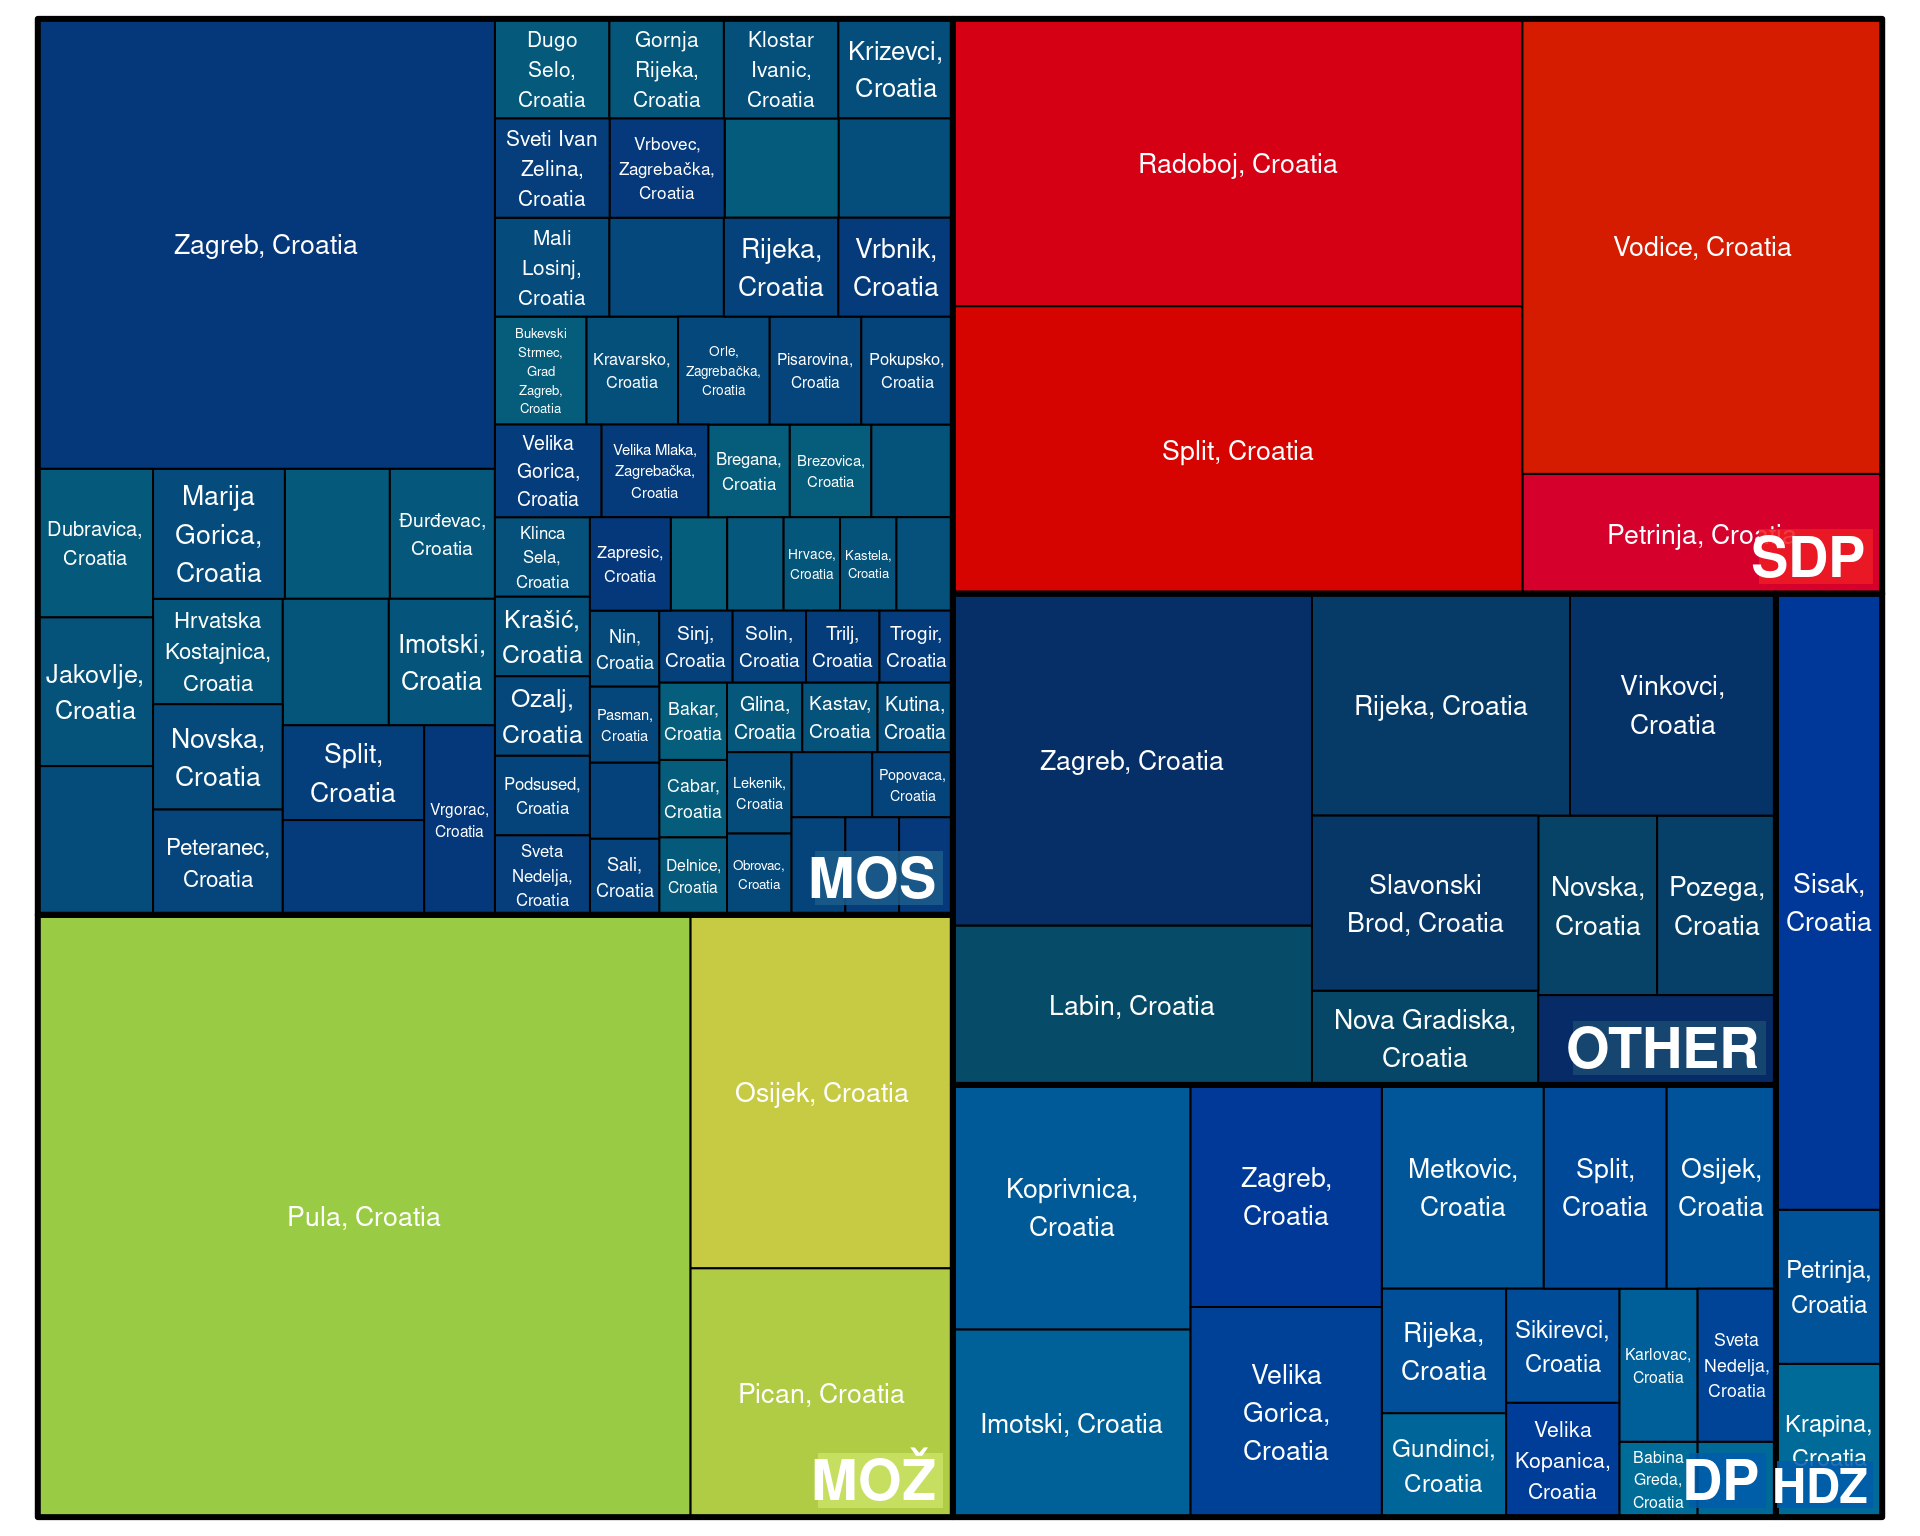 Zagreb, Croatia
Dugo
Selo,
Croatia
Gornja
Rijeka,
Croatia
Klostar
Ivanic,
Croatia
Krizevci,
Croatia
Sveti Ivan
Zelina,
Croatia
Vrbovec,
Zagrebačka,
Croatia
Mali
Losinj,
Croatia
Rijeka,
Croatia
Vrbnik,
Croatia
Bukevski
Strmec,
Grad
Zagreb,
Croatia
Kravarsko,
Croatia
Orle,
Zagrebačka,
Croatia
Pisarovina,
Croatia
Pokupsko,
Croatia
Velika
Gorica,
Croatia
Velika Mlaka,
Zagrebačka,
Croatia
Bregana,
Croatia
Brezovica,
Croatia
Dubravica,
Croatia
Marija
Gorica,
Croatia
Đurđevac,
Croatia
Klinca
Sela,
Croatia
Zapresic,
Croatia
Hrvace,
Croatia
Kastela,
Croatia
Jakovlje,
Croatia
Hrvatska
Kostajnica,
Croatia
Imotski,
Croatia
Krašić,
Croatia
Nin,
Croatia
Sinj,
Croatia
Solin,
Croatia
Trilj,
Croatia
Trogir,
Croatia
Novska,
Croatia
Split,
Croatia
Vrgorac,
Croatia
Ozalj,
Croatia
Pasman,
Croatia
Bakar,
Croatia
Glina,
Croatia
Kastav,
Croatia
Kutina,
Croatia
Peteranec,
Croatia
Podsused,
Croatia
Cabar,
Croatia
Lekenik,
Croatia
Popovaca,
Croatia
Sveta
Nedelja,
Croatia
Sali,
Croatia
Delnice,
Croatia
Obrovac,
Croatia
MOS
Radoboj, Croatia
Vodice, Croatia
Split, Croatia
Petrinja, Croatia
SDP
Pula, Croatia
Osijek, Croatia
Pican, Croatia
MOŽ
Zagreb, Croatia
Rijeka, Croatia
Vinkovci,
Croatia
Slavonski
Brod, Croatia
Novska,
Croatia
Pozega,
Croatia
Labin, Croatia
Nova Gradiska,
Croatia
OTHER
Koprivnica,
Croatia
Zagreb,
Croatia
Metkovic,
Croatia
Split,
Croatia
Osijek,
Croatia
Imotski, Croatia
Velika
Gorica,
Croatia
Rijeka,
Croatia
Sikirevci,
Croatia
Karlovac,
Croatia
Sveta
Nedelja,
Croatia
Gundinci,
Croatia
Velika
Kopanica,
Croatia
Babina
Greda,
Croatia
DP
Sisak,
Croatia
Petrinja,
Croatia
Krapina,
Croatia
HDZ